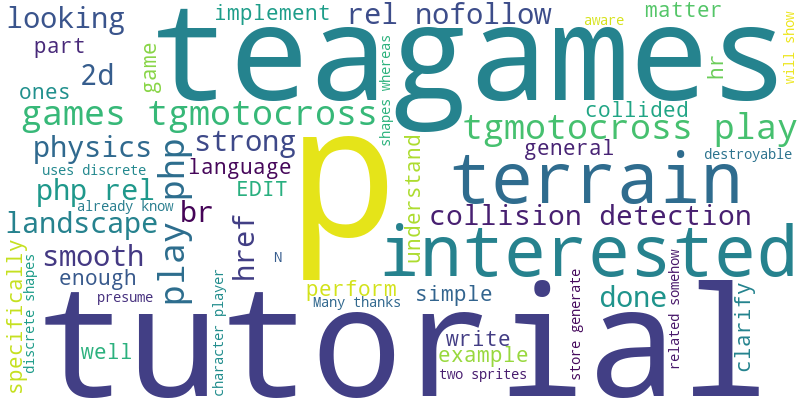 looking
implement
rel nofollow
matter
aware
part
teagames
will show
2d
game
hr
ones
games
tgmotocross
shapes whereas
collided
tgmotocross play
physics
strong
p
general
destroyable
uses discrete
language
understand
terrain
php rel
EDIT
already know
br
play php
landscape
href
collision detection
smooth
N
interested
specifically
discrete shapes
enough
character player
perform
simple
done
related somehow
clarify
presume
Many thanks
store generate
tutorial
well
write
example
two sprites